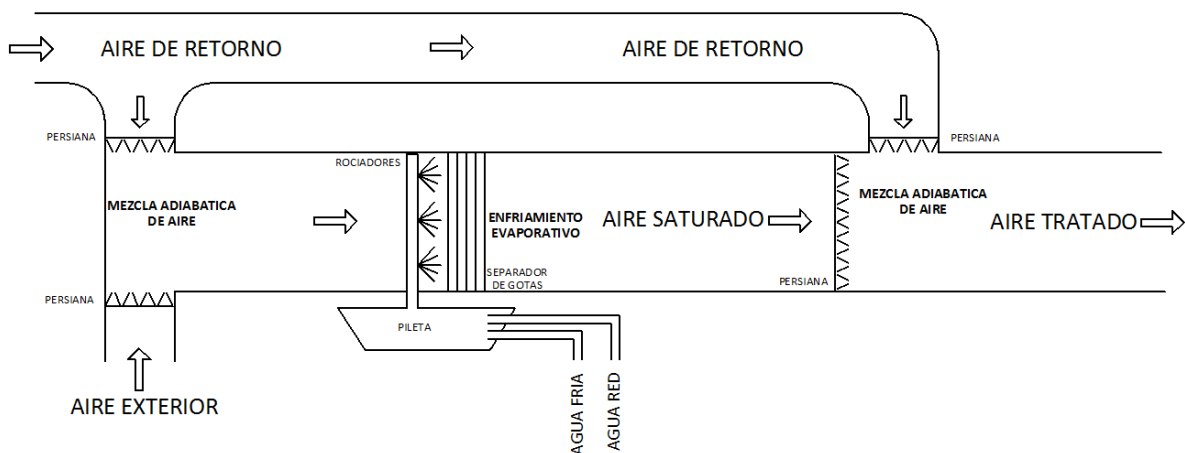 AIRE DE RETORNO
AIRE DE RETORNO
PERSIANA
PERSIANA
ROCIADORES
MEZCLA ADIABATICA
DE AIRE
ENFRIAMIENTO
EVAPORATIVO
AIRE SATURADO
MEZCLA ADIABATICA
DE AIRE
AIRE TRATADO
SEPARADOR
DE GOTAS
PERSIANA
PERSIANA
PILETA
AIRE EXTERIOR
AGUA FRIA
AGUA RED